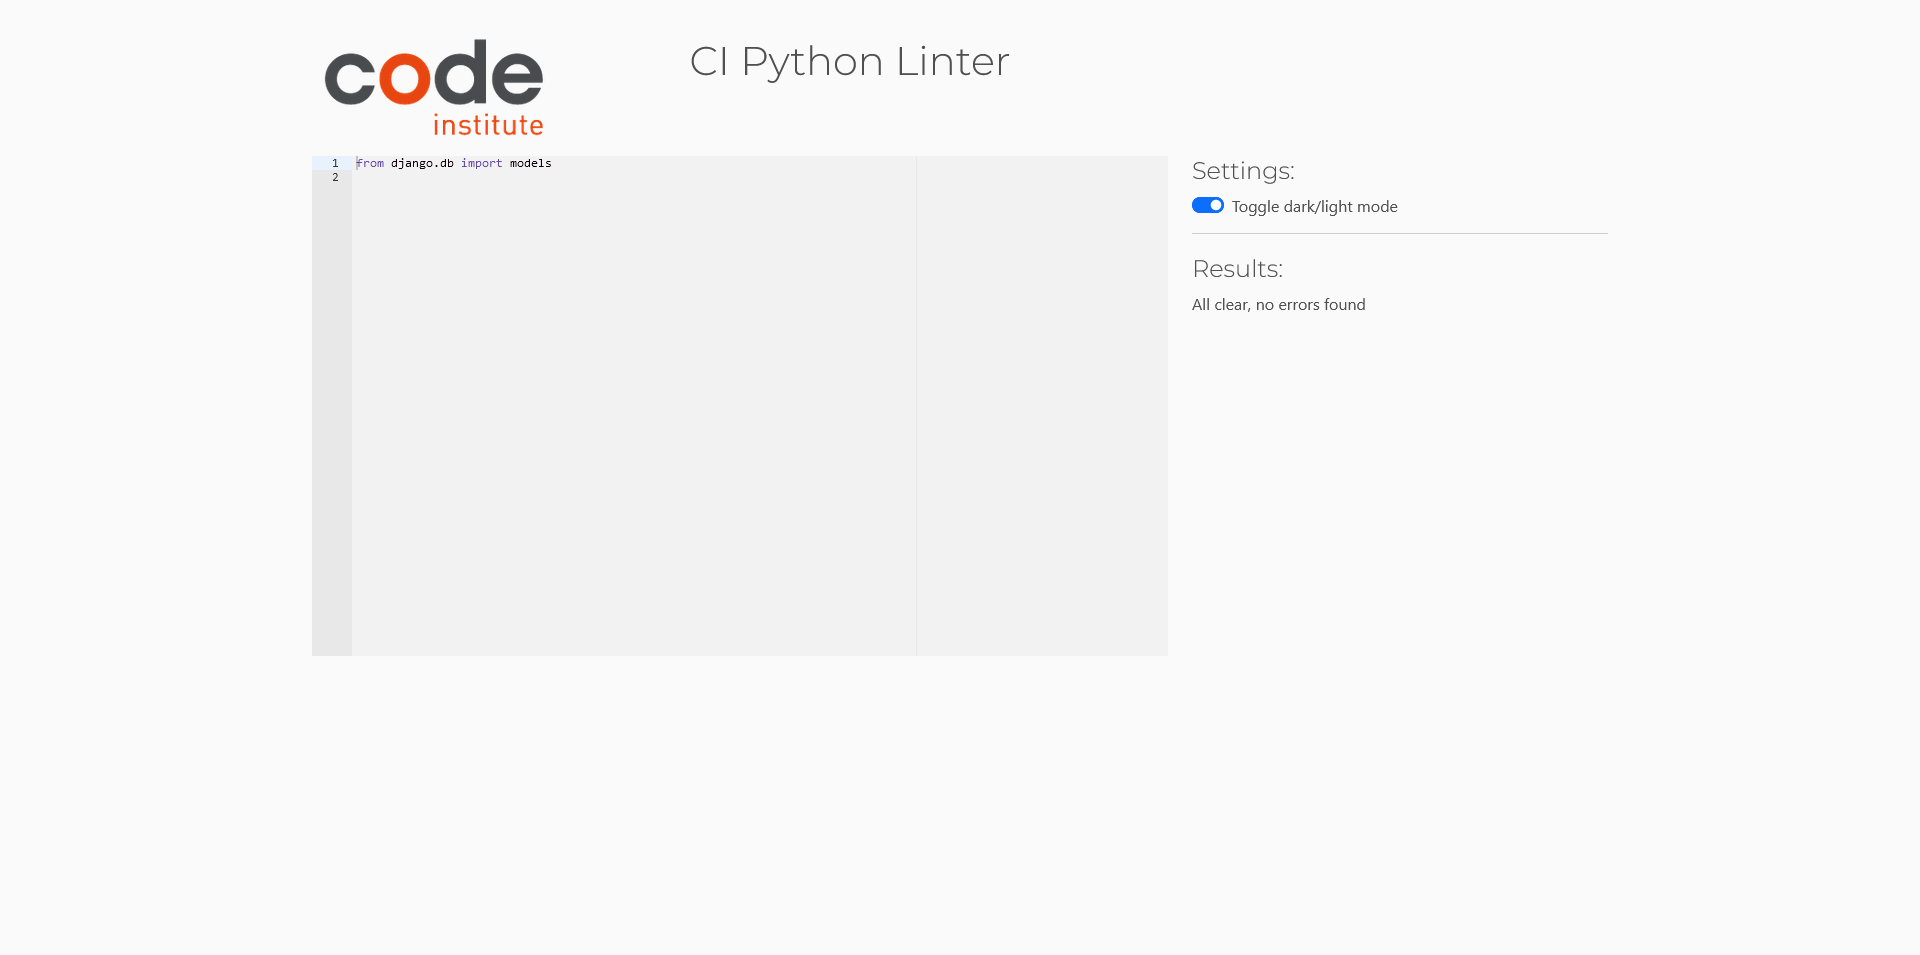 code
institute
CI Python Linter
1 from django.db import models
2
Settings:
Toggle dark/light mode
Results:
All clear, no errors found